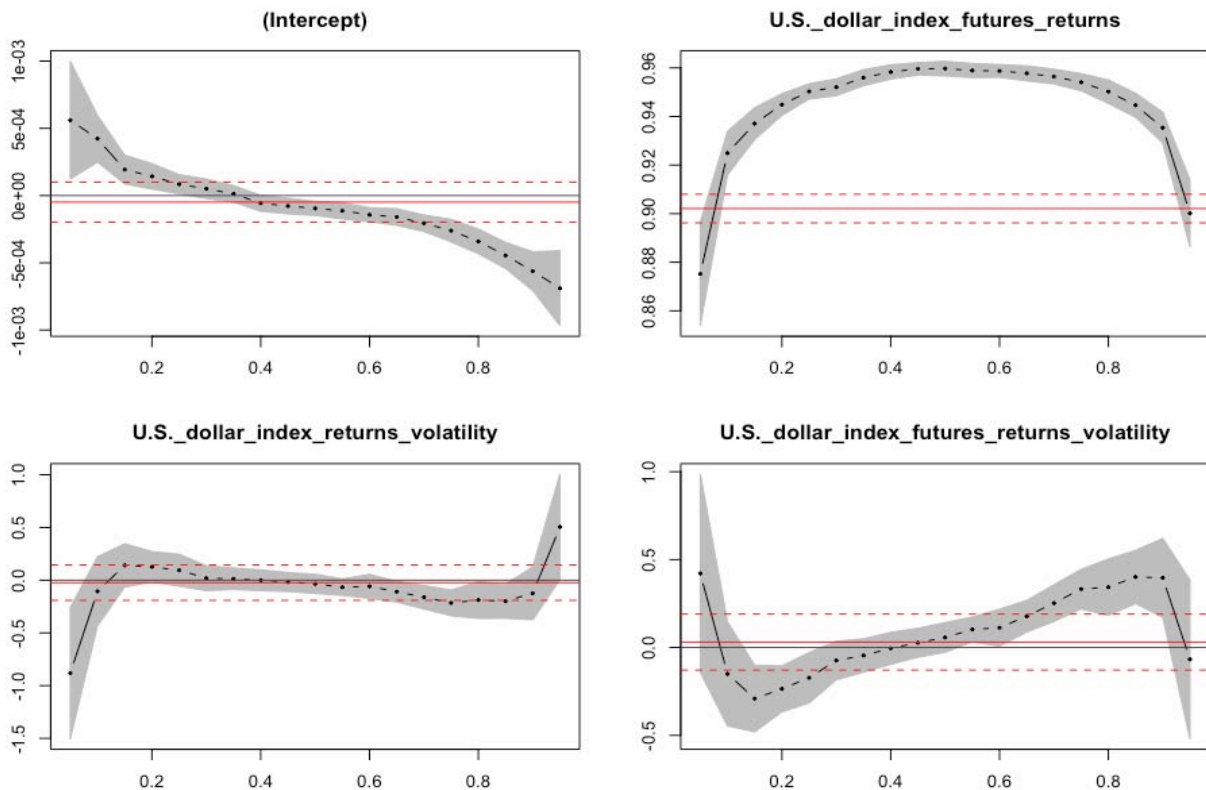 (Intercept)
1e-03
5e-04
0e+00
-5e-04
-1e-03
0.2 0.4 0.6 0.8
U.S._dollar_index_futures_returns
0.96
0.94
0.92
0.90
0.88
0.86
0.2 0.4 0.6 0.8
U.S._dollar_index_returns_volatility
1.0
0.5
0.0
-0.5
-1.0
-1.5
0.2 0.4 0.6 0.8
U.S._dollar_index_futures_returns_volatility
1.0
0.5
0.0
-0.5
0.2 0.4 0.6 0.8